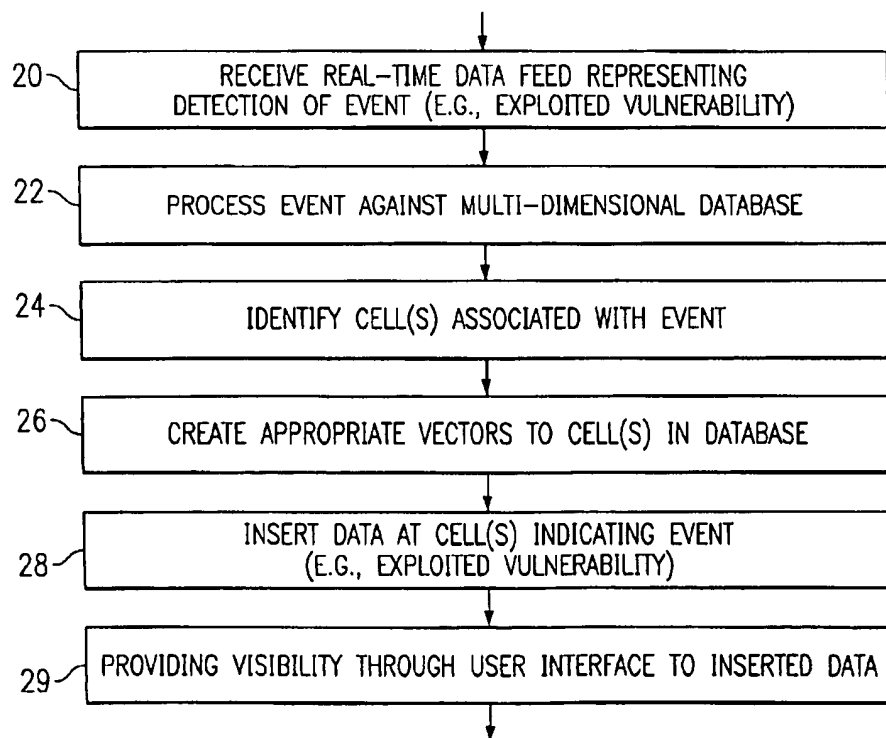 20
RECEIVE REAL-TIME DATA FEED REPRESENTING
DETECTION OF EVENT (E.G., EXPLOITED VULNERABILITY)
22
PROCESS EVENT AGAINST MULTI-DIMENSIONAL DATABASE
24
IDENTIFY CELL(S) ASSOCIATED WITH EVENT
26
CREATE APPROPRIATE VECTORS TO CELL(S) IN DATABASE
28
INSERT DATA AT CELL(S) INDICATING EVENT
(E.G., EXPLOITED VULNERABILITY)
29
PROVIDING VISIBILITY THROUGH USER INTERFACE TO INSERTED DATA